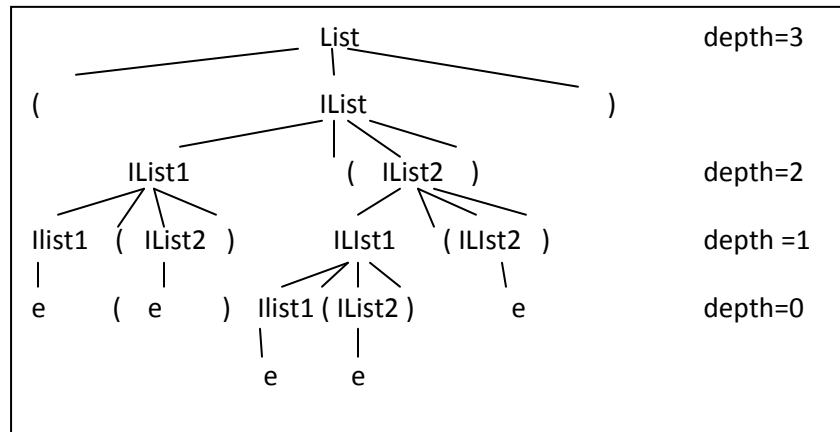 List depth=3
( IList )
IList1 ( IList2 ) depth=2
Ilist1 ( IList2 ) ILIst1 ( ILIst2 ) depth =1
e ( e ) Ilist1 ( IList2 ) e depth=0
e e